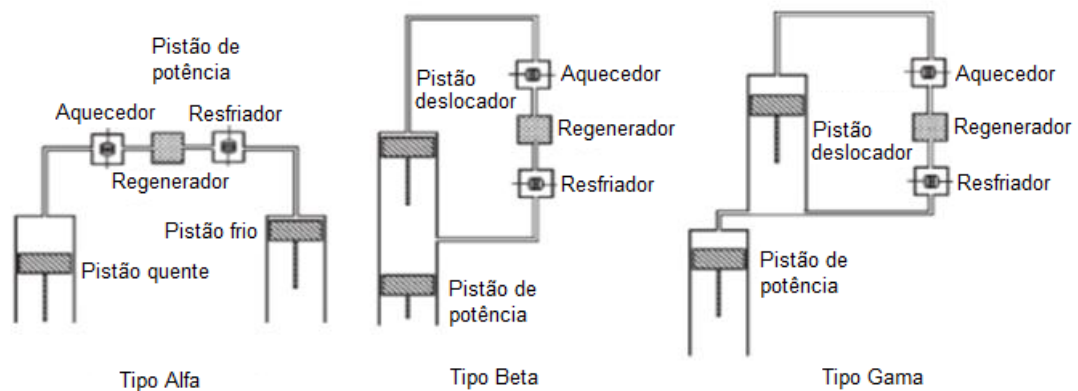 Pistão de
potência
Aquecedor
Resfriador
Regenerador
Pistão frio
Pistão quente
Tipo Alfa
Pistão
deslocador
Aquecedor
Regenerador
Resfriador
Pistão de
potência
Tipo Beta
Aquecedor
Regenerador
Pistão
deslocador
Resfriador
Pistão de
potência
Tipo Gama